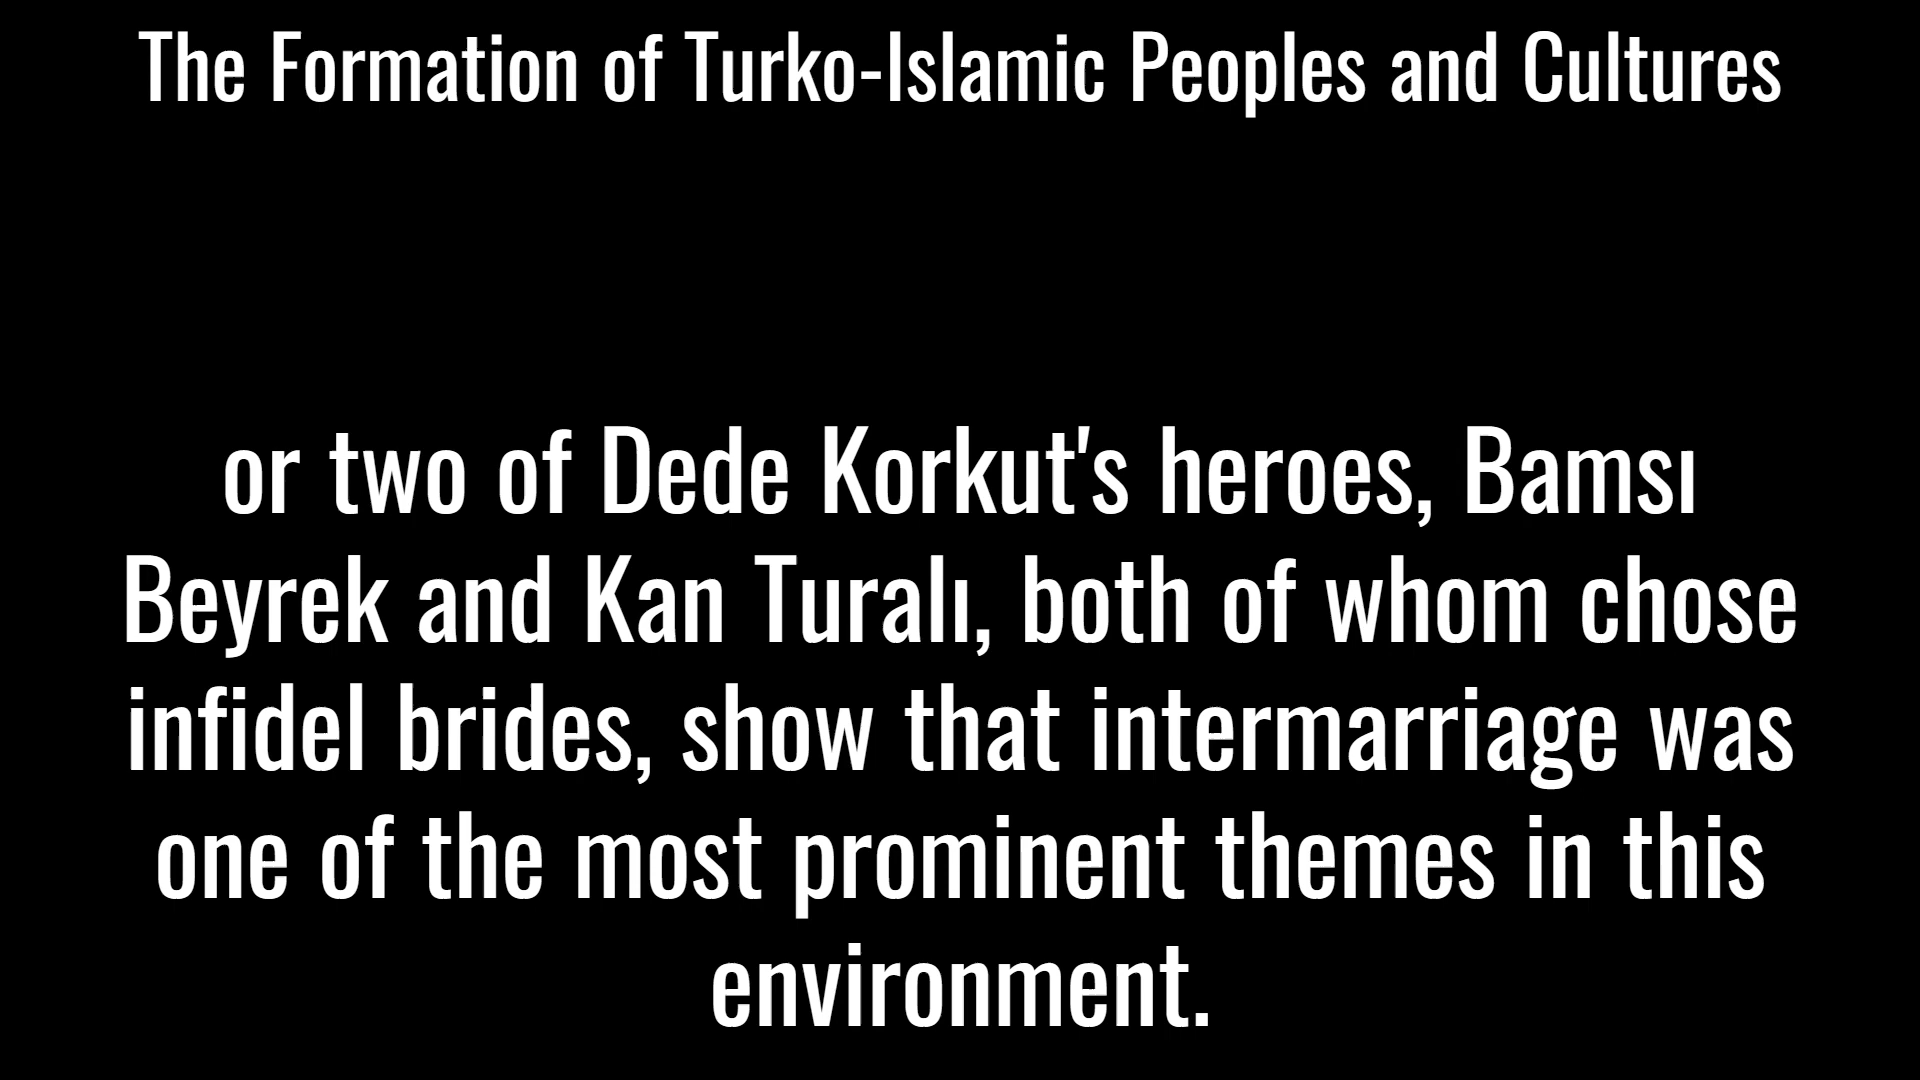 The Formation of Turko-Islamic Peoples and Cultures
or two of Dede Korkut's heroes, Bamsı
Beyrek and Kan Turalı, both of whom chose
infidel brides, show that intermarriage was
one of the most prominent themes in this
environment.